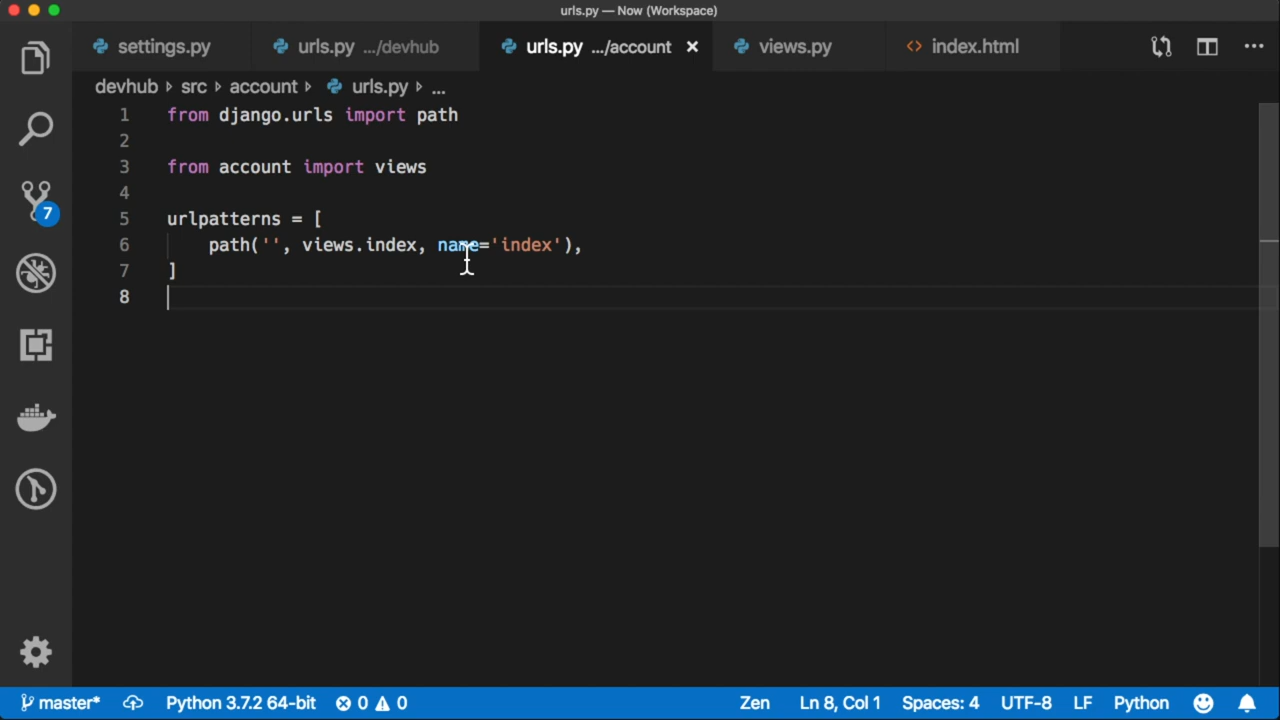 urls.py — Now (Workspace)
settings.py urls.py .../devhub urls.py .../account × views.py <> index.html ...
devhub src account urls.py ...
1 from django.urls import path
2
3 from account import views
4
5 urlpatterns = [
6 path('', views.index, name='index'),
7 ]
8
7
master* Python 3.7.2 64-bit 0 0 Zen Ln 8, Col 1 Spaces: 4 UTF-8 LF Python